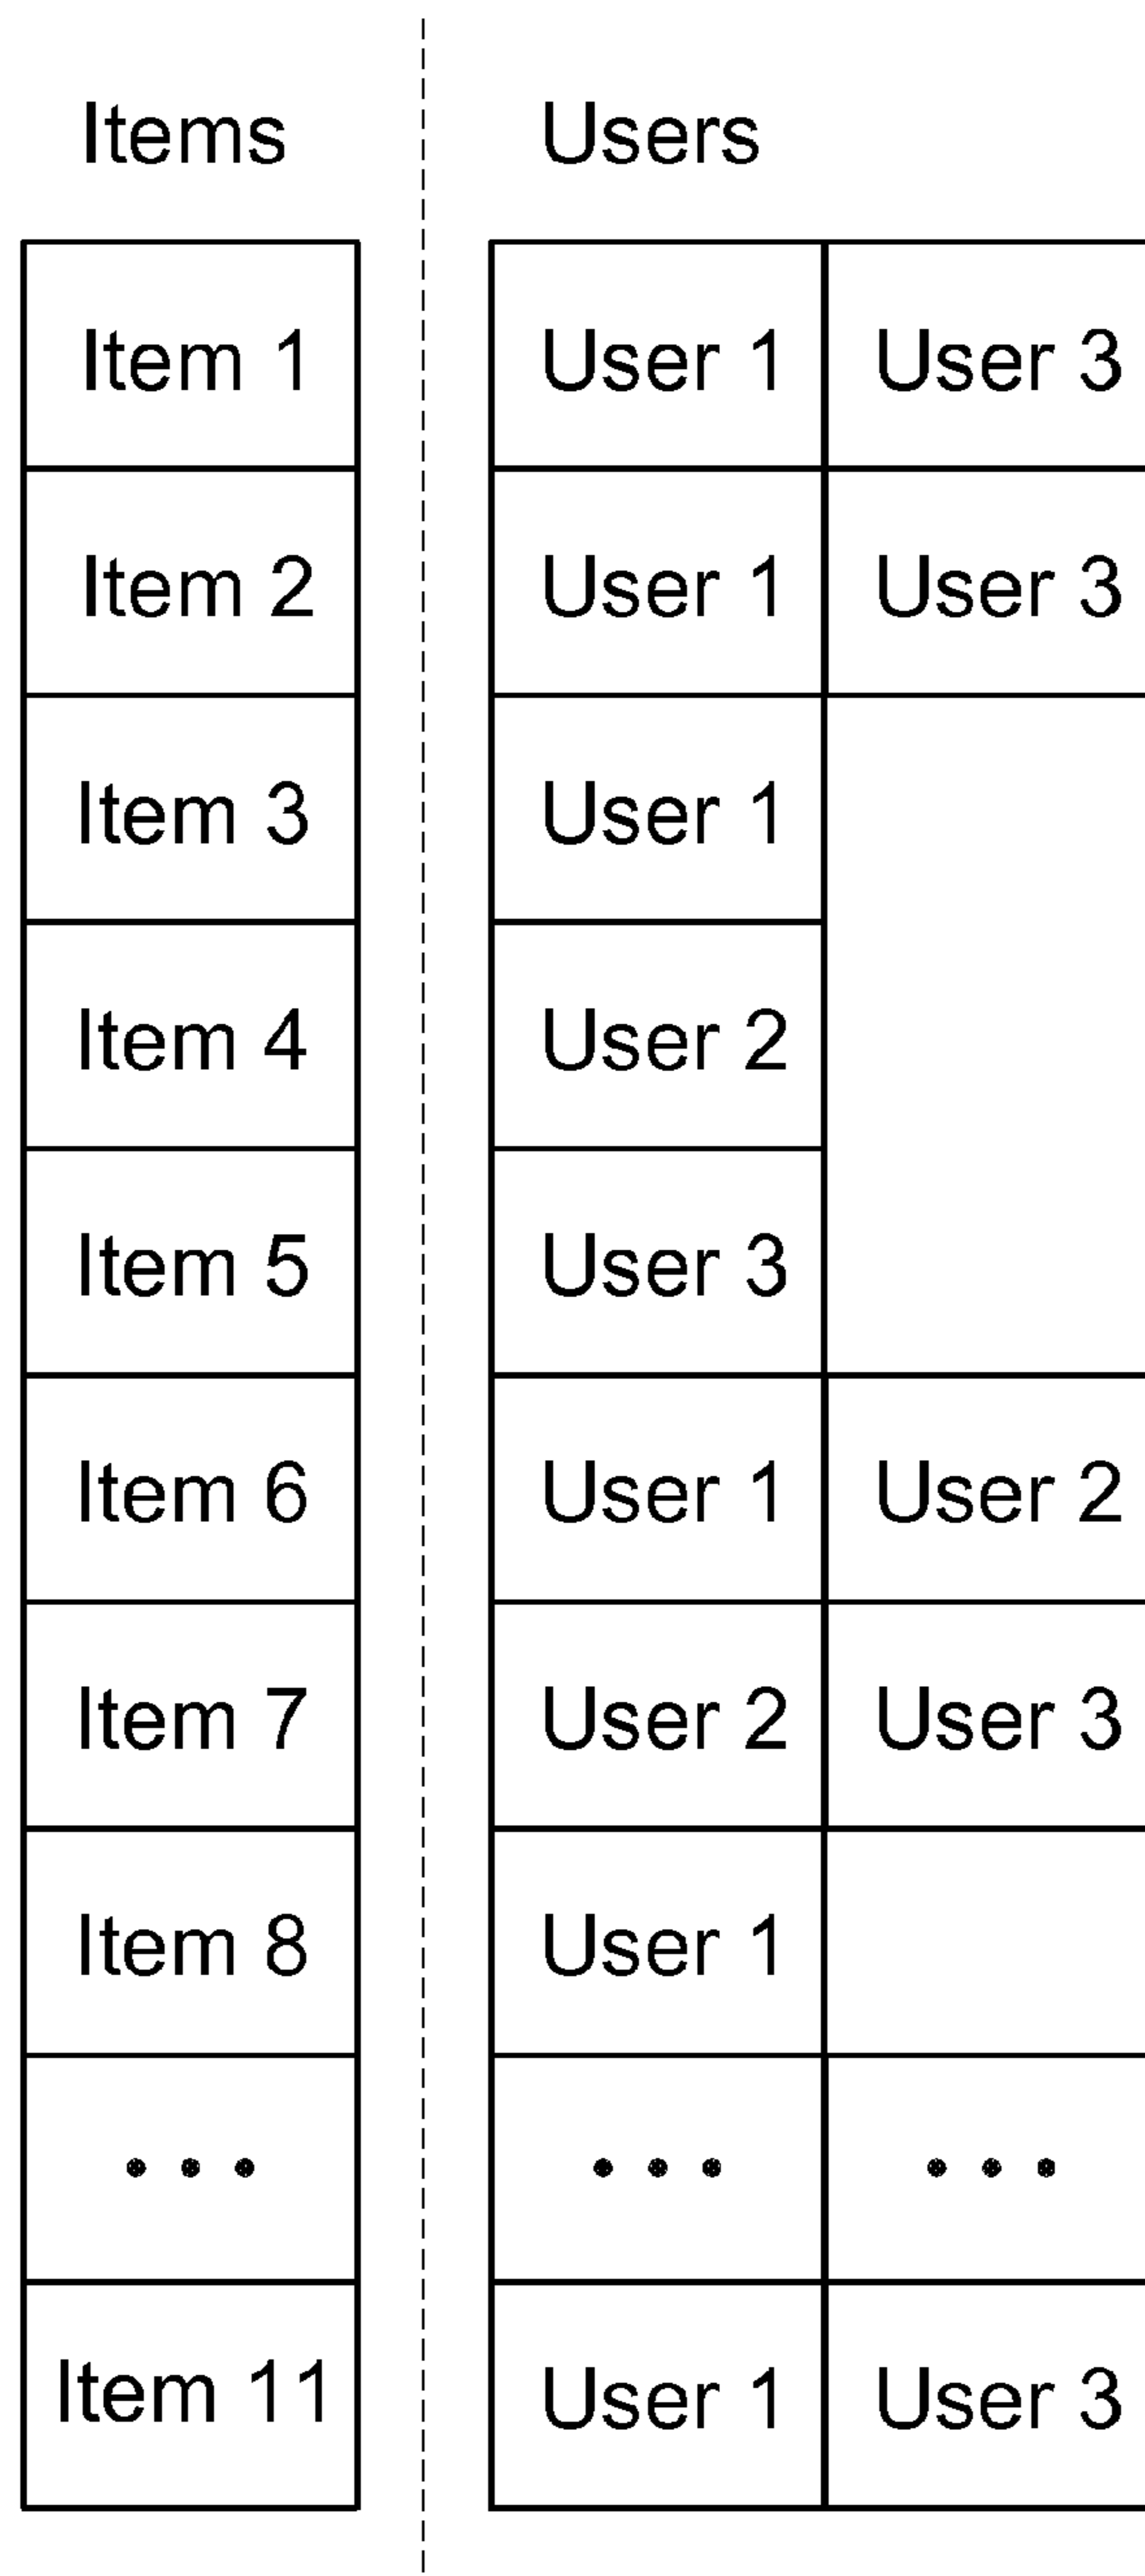 Items Users
Item 1 User 1 User 3
Item 2 User 1 User 3
Item 3 User 1
Item 4 User 2
Item 5 User 3
Item 6 User 1 User 2
Item 7 User 2 User 3
Item 8 User 1
• • • • • • • • •
Item 11 User 1 User 3